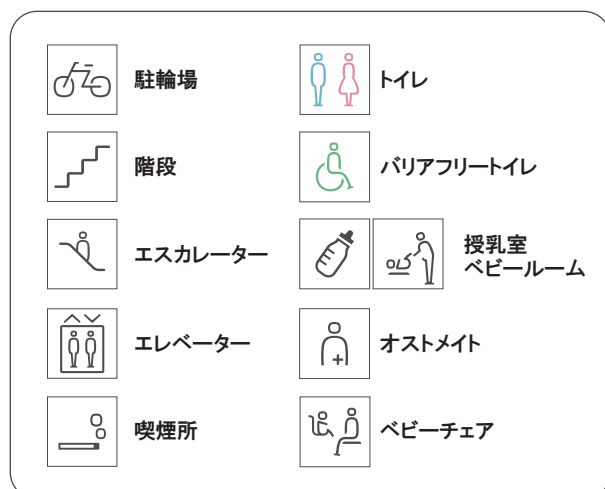 駐輪場
階段
エスカレーター
エレベーター
喫煙所
トイレ
バリアフリートイレ
授乳室
ベビールーム
オストメイト
ベビーチェア